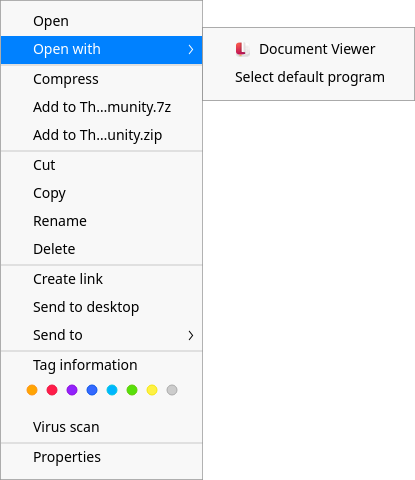 Open
Open with
Document Viewer
Select default program
Compress
Add to Th...munity.7z
Add to Th...unity.zip
Cut
Copy
Rename
Delete
Create link
Send to desktop
Send to
Tag information
Virus scan
Properties